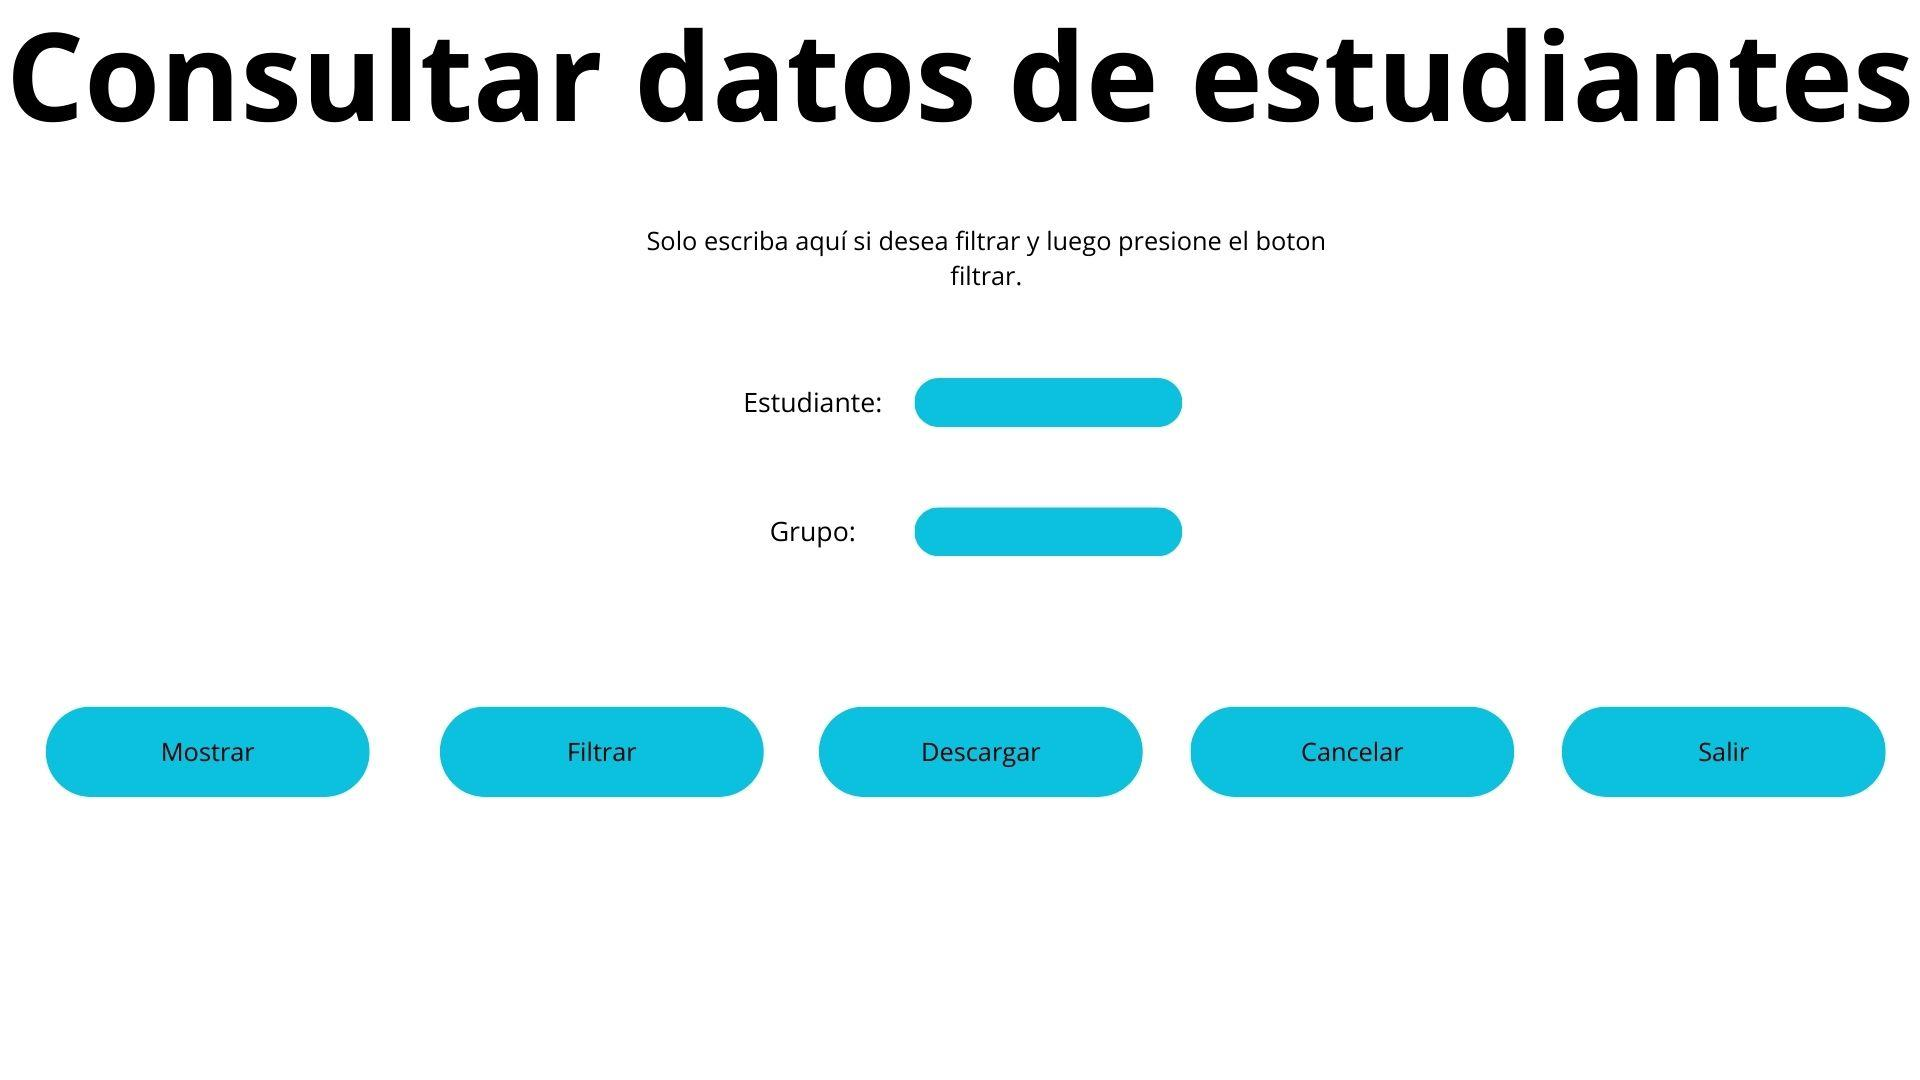 Consultar datos de estudiantes
Solo escriba aquí si desea filtrar y luego presione el boton
filtrar.
Estudiante:
Grupo:
Mostrar
Filtrar
Descargar
Cancelar
Salir